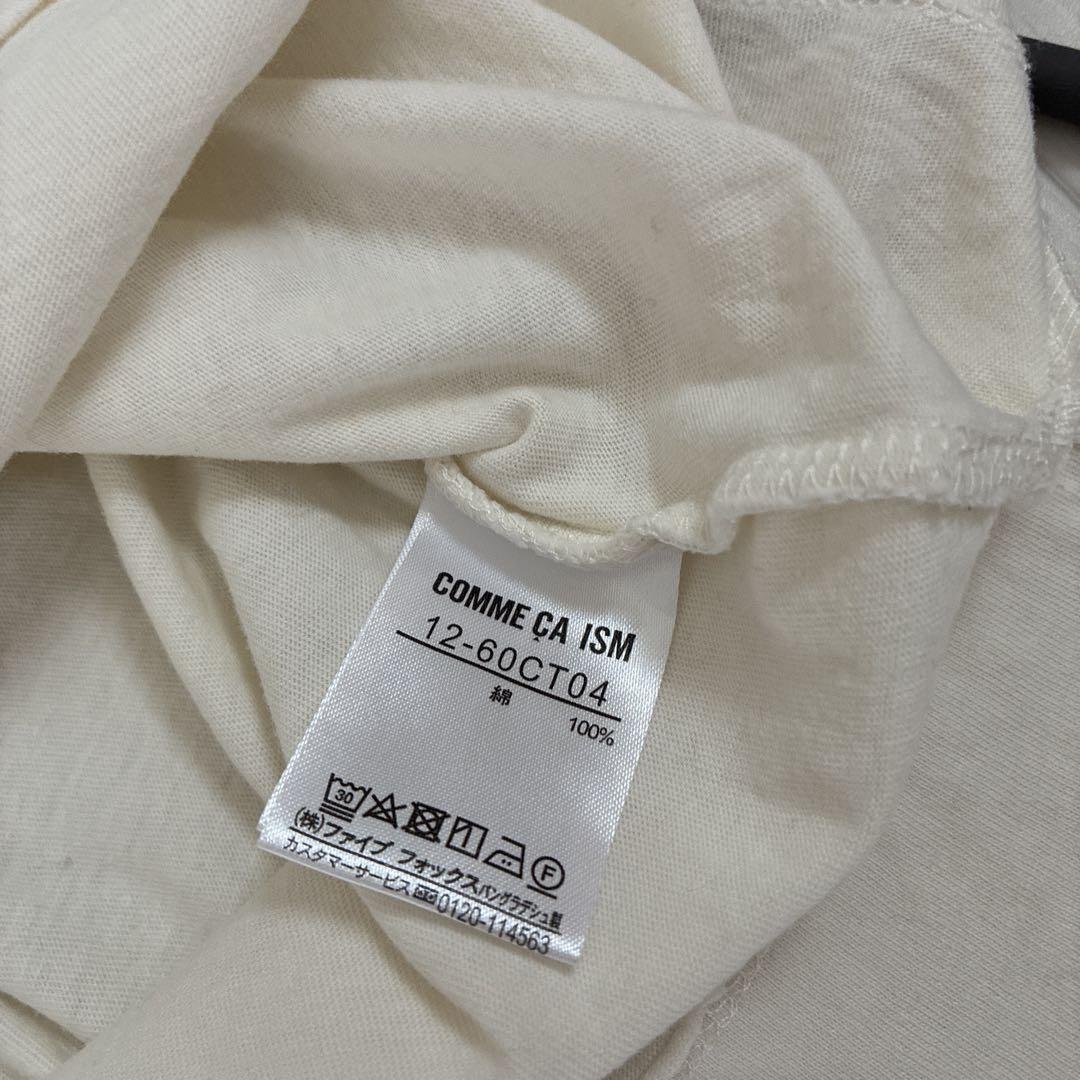 COMME ÇA ISM
12-60CT04
綿
100%
30
F
(株)ファイブ フォックスバングラデシュ製
カスタマーサービス 0120-114563